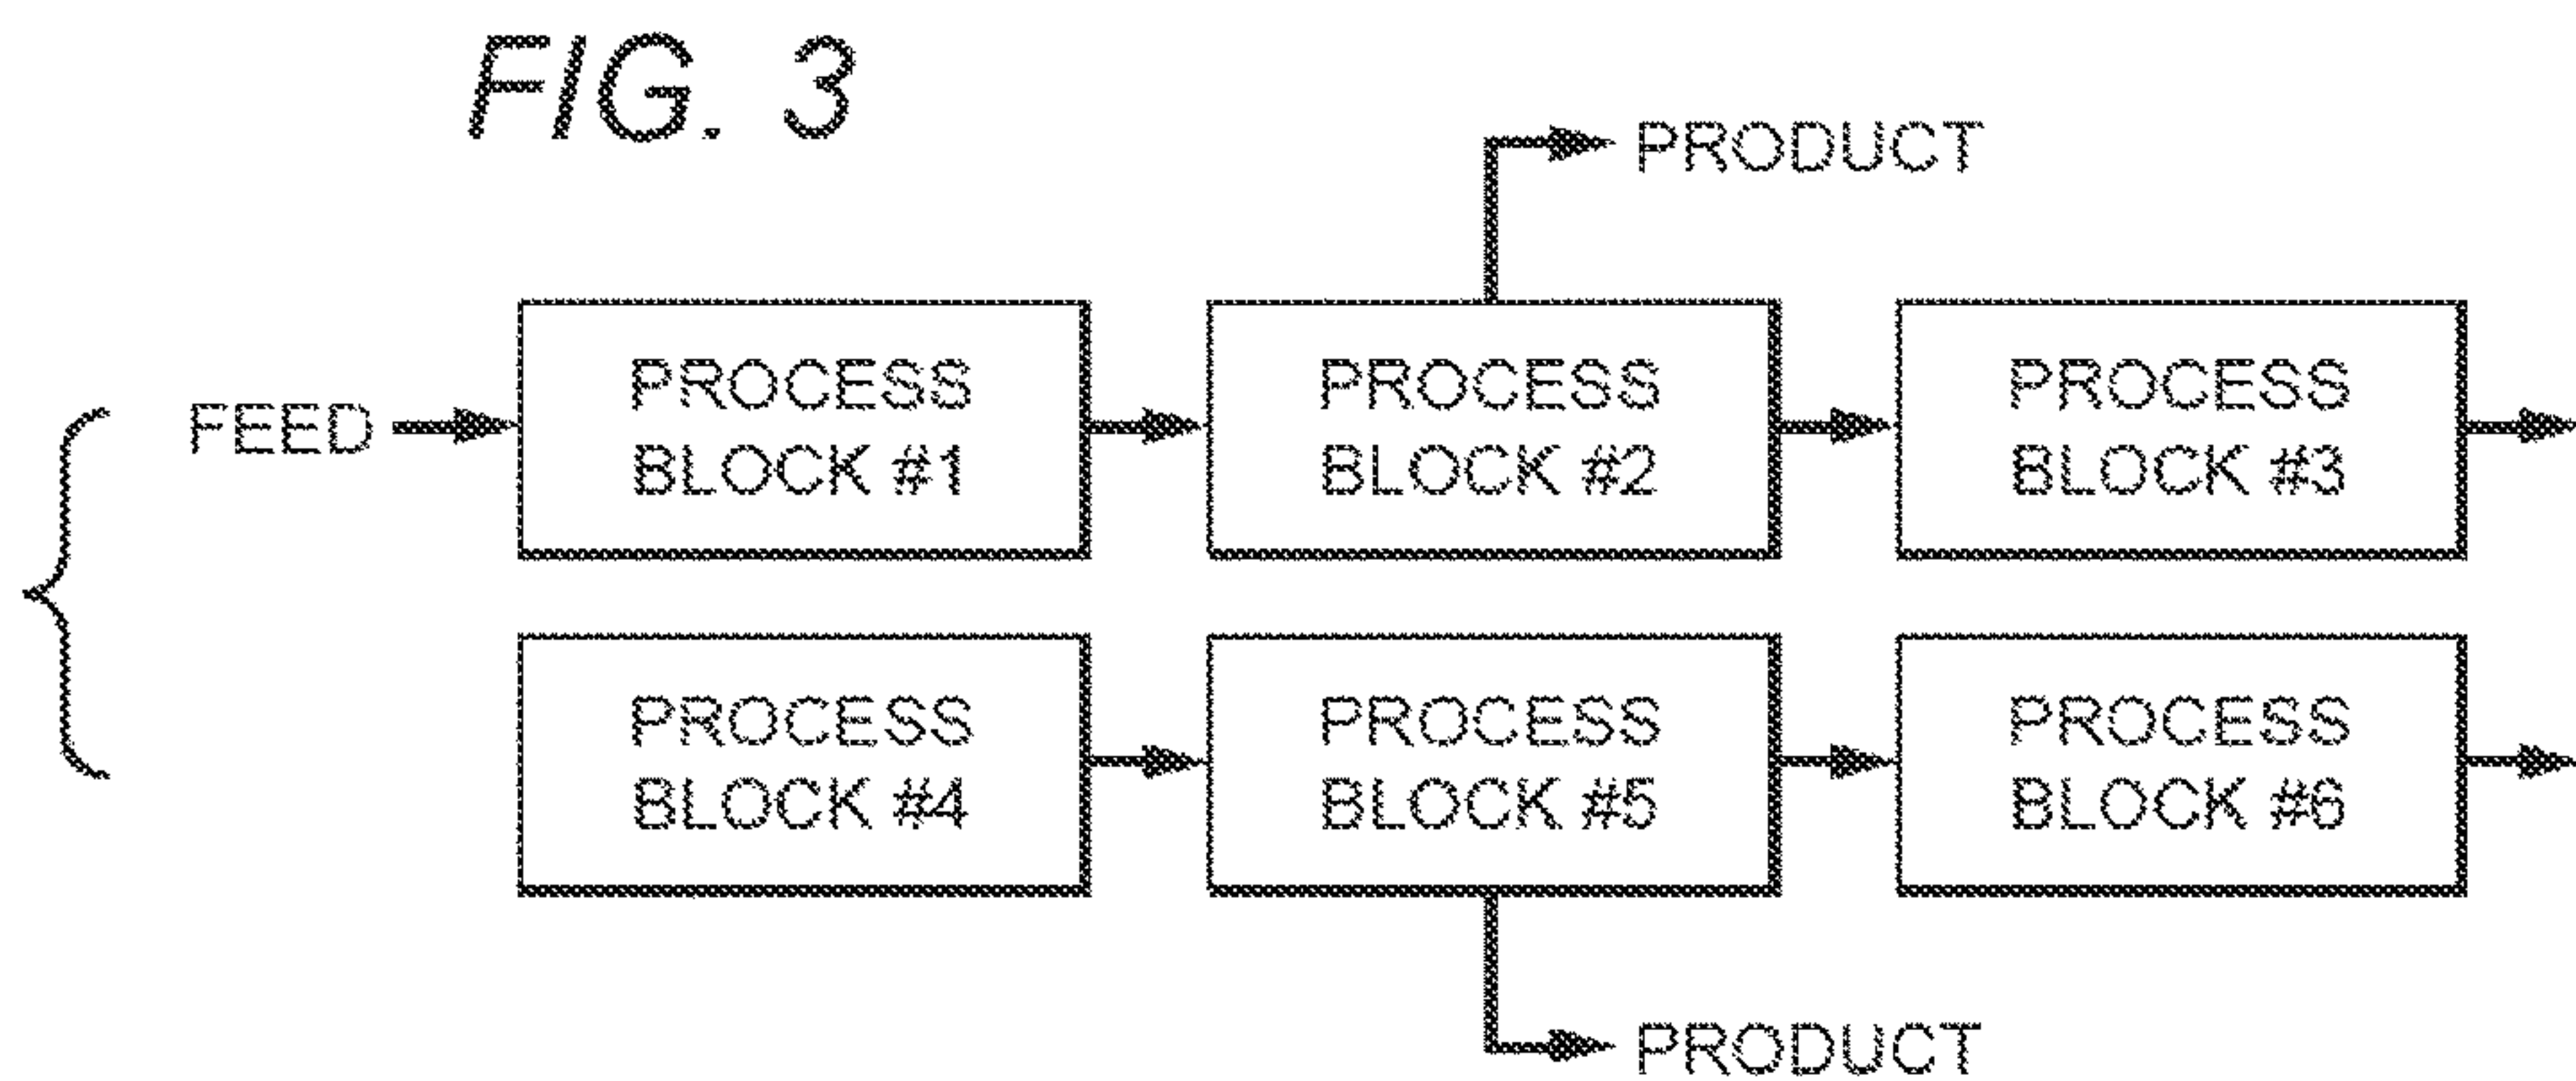 FIG. 3
PRODUCT
FEED
PROCESS
BLOCK #1
PROCESS
BLOCK #2
PROCESS
BLOCK #3
PROCESS
BLOCK #4
PROCESS
BLOCK #5
PROCESS
BLOCK #6
PRODUCT